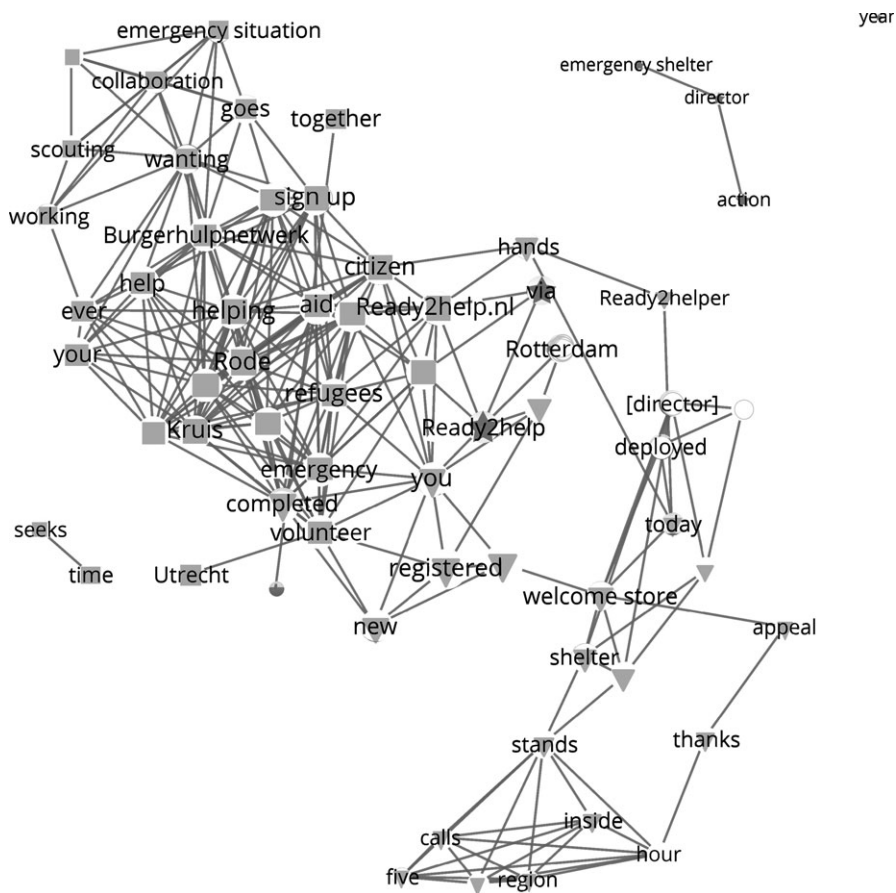 year
emergency situation
emergency shelter
collaboration
director
goes
together
scouting
wanting
sign up
action
working
Burgerhulpnetwerk
hands
citizen
help
via
Ready2helper
ever
helping
aid
Ready2help.nl
your
Rode
Rotterdam
refugees
[director]
Kruis
Ready2help
deployed
emergency
you
completed
today
seeks
volunteer
time
Utrecht
registered
welcome store
new
appeal
shelter
stands
thanks
inside
calls
hour
five
region